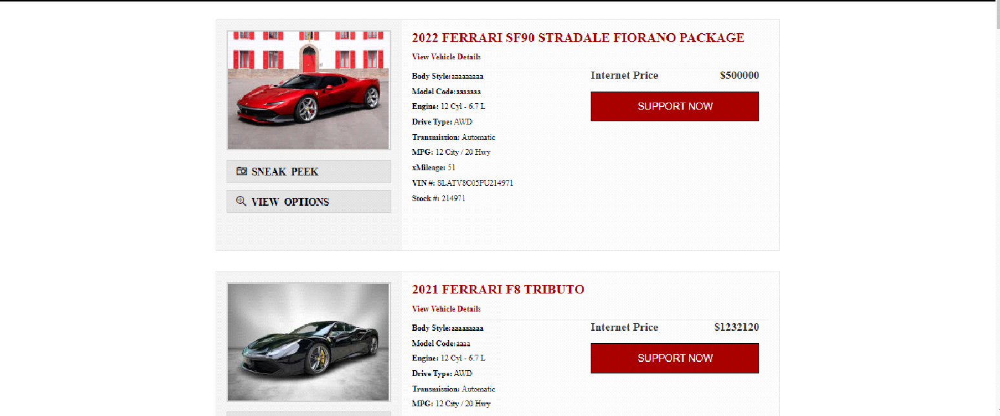 2022 FERRARI SF90 STRADALE FIORANO PACKAGE
View Vehicle Details
Body Style:aaaaaaaaa
Model Code:aaaaaaa
Engine: 12 Cyl - 6.7 L
Drive Type: AWD
Transmission: Automatic
MPG: 12 City / 20 Hwy
xMileage: 51
VIN #: SLATV8C05PU214971
Stock #: 214971
Internet Price $500000
SUPPORT NOW
SNEAK PEEK
VIEW OPTIONS
2021 FERRARI F8 TRIBUTO
View Vehicle Details
Body Style:aaaaaaaaa
Model Code:aaaa
Engine: 12 Cyl - 6.7 L
Drive Type: AWD
Transmission: Automatic
MPG: 12 City / 20 Hwy
Internet Price $1232120
SUPPORT NOW